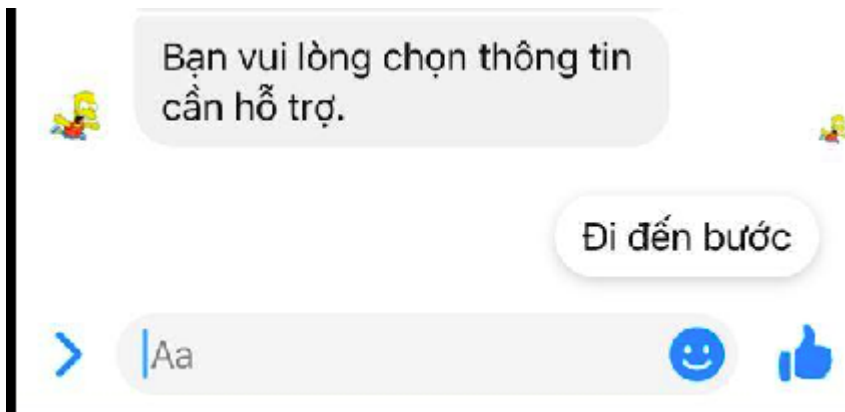 Bạn vui lòng chọn thông tin
cần hỗ trợ.
Đi đến bước
Aa